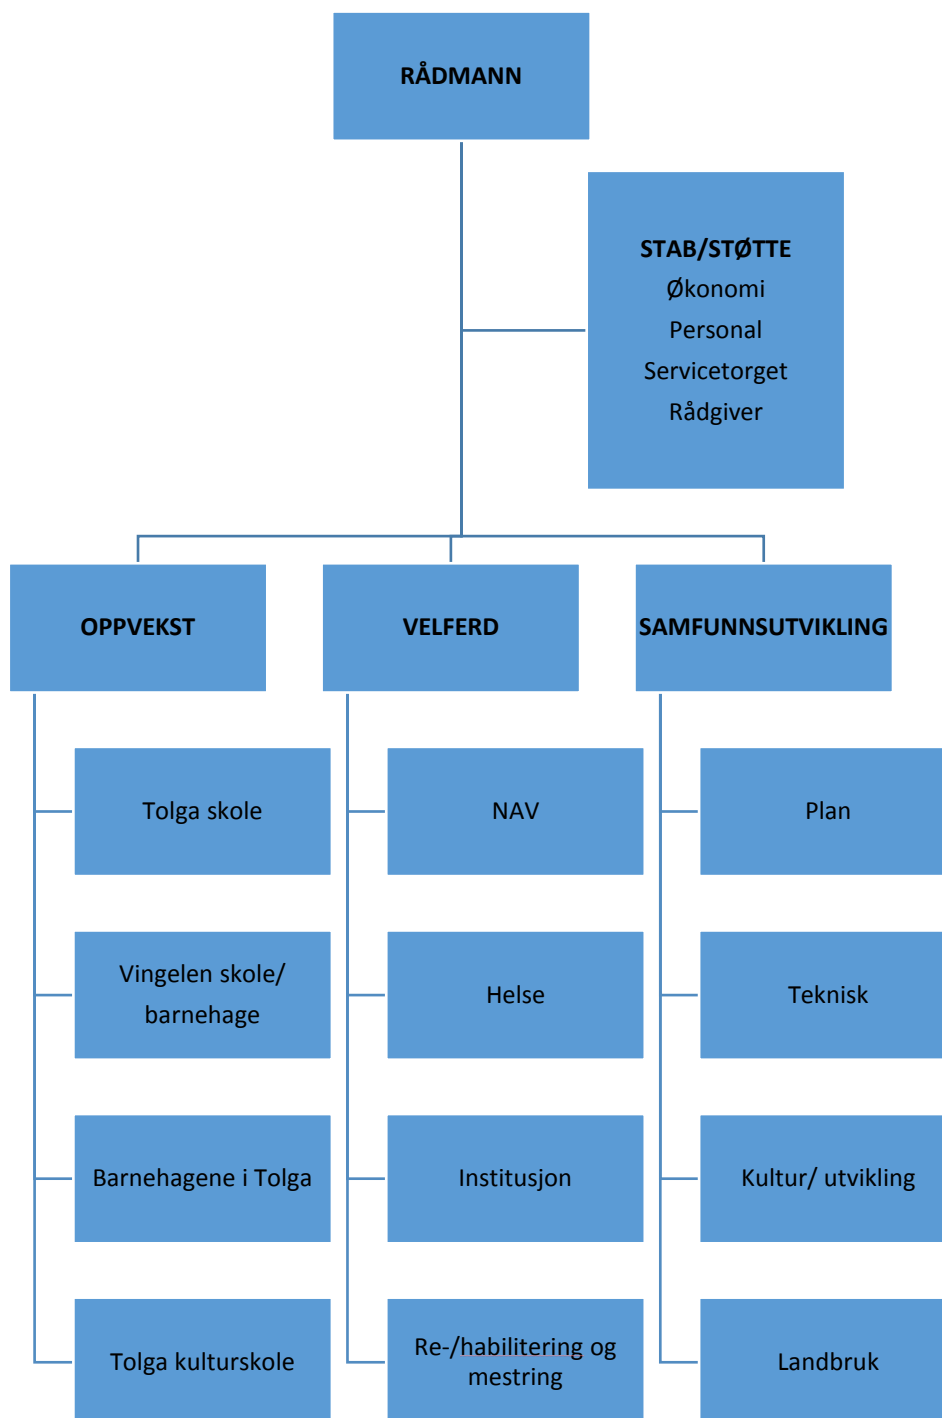 RÅDMANN
STAB/STØTTE
Økonomi
Personal
Servicetorget
Rådgiver
OPPVEKST
VELFERD
SAMFUNNSUTVIKLING
Tolga skole
NAV
Plan
Vingelen skole/
barnehage
Helse
Teknisk
Barnehagene i Tolga
Institusjon
Kultur/ utvikling
Tolga kulturskole
Re-/habilitering og
mestring
Landbruk